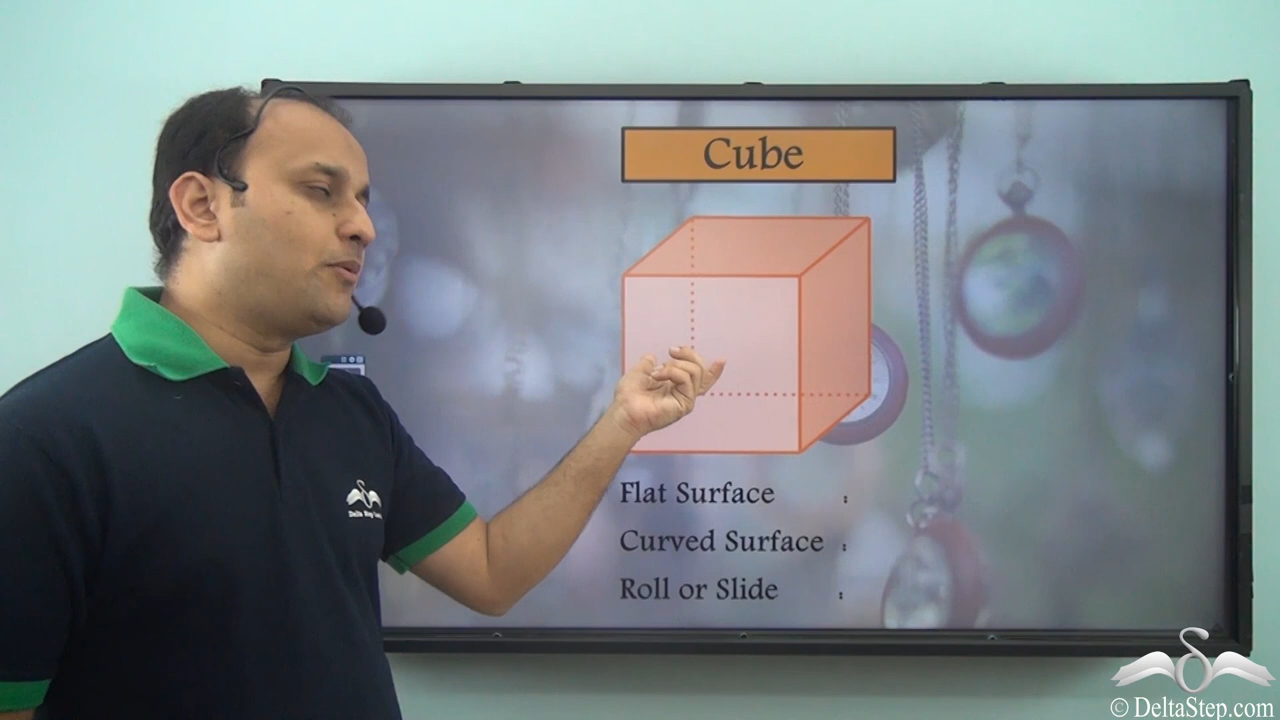 Cube
Flat Surface :
Curved Surface :
Roll or Slide :
© DeltaStep.com